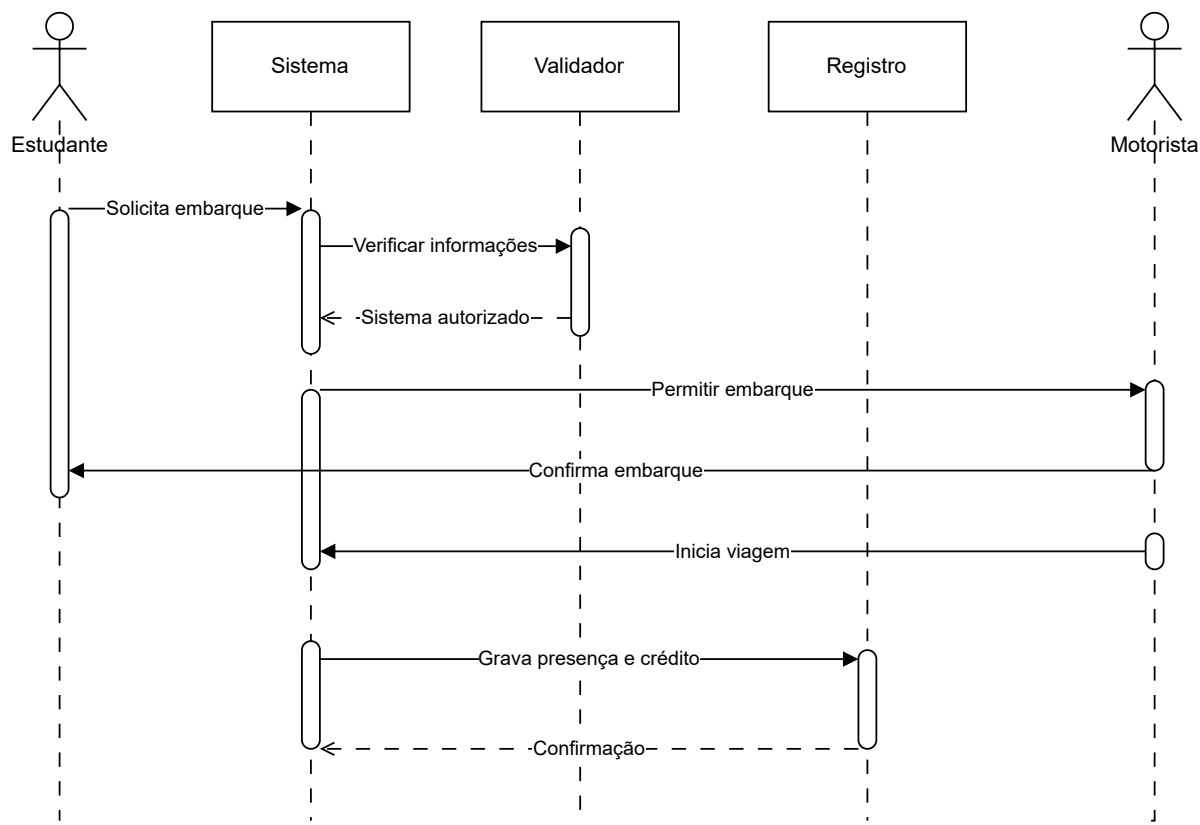 Sistema
Validador
Registro
Estudante
Motorista
Solicita embarque
Verificar informações
Sistema autorizado
Permitir embarque
Confirma embarque
Inicia viagem
Grava presença e crédito
Confirmação